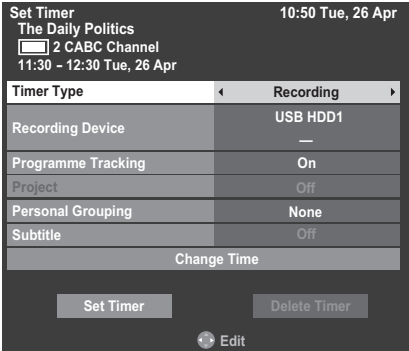 Set Timer 10:50 Tue, 26 Apr
The Daily Politics
2 CABC Channel
11:30 - 12:30 Tue, 26 Apr
Timer Type Recording
Recording Device USB HDD1
—
Programme Tracking On
Project Off
Personal Grouping None
Subtitle Off
Change Time
Set Timer Delete Timer
Edit